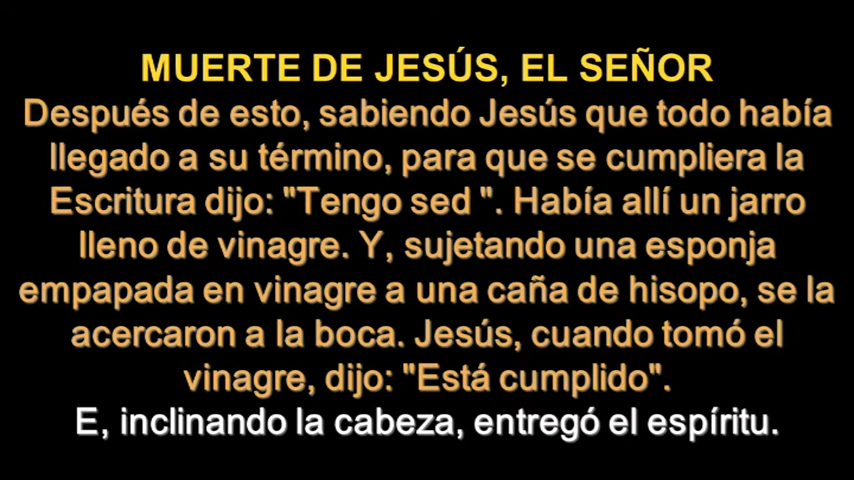 MUERTE DE JESÚS, EL SEÑOR
Después de esto, sabiendo Jesús que todo había
llegado a su término, para que se cumpliera la
Escritura dijo: "Tengo sed ". Había allí un jarro
lleno de vinagre. Y, sujetando una esponja
empapada en vinagre a una caña de hisopo, se la
acercaron a la boca. Jesús, cuando tomó el
vinagre, dijo: "Está cumplido".
E, inclinando la cabeza, entregó el espíritu.